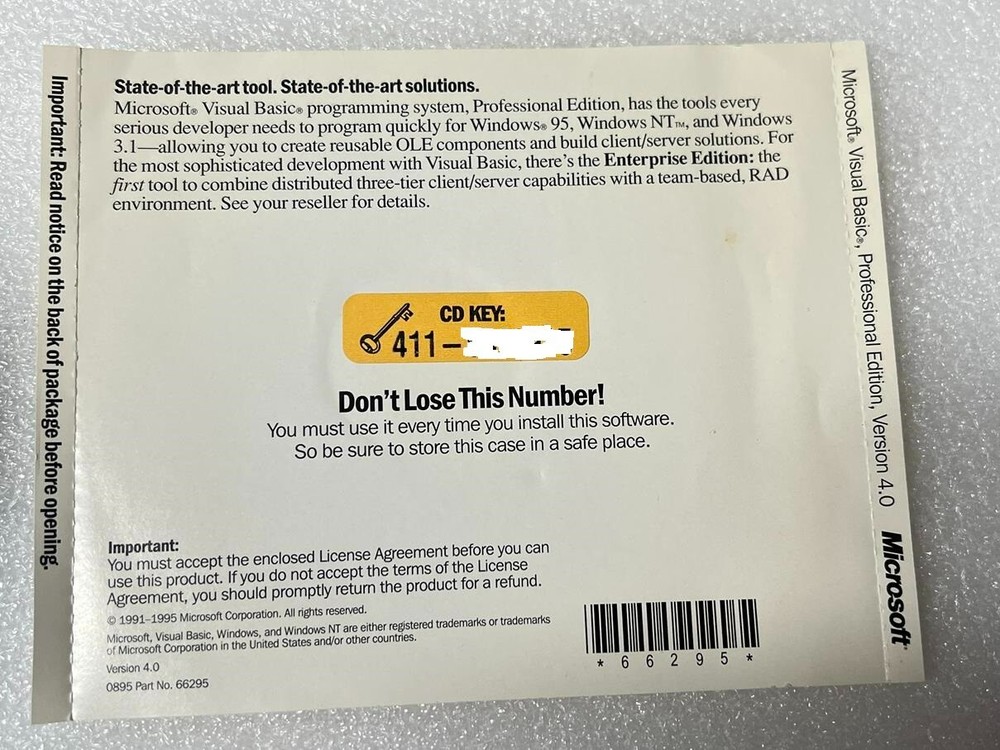 Important: Read notice on the back of package before opening.
State-of-the-art tool. State-of-the-art solutions.
Microsoft® Visual Basic® programming system, Professional Edition, has the tools every
serious developer needs to program quickly for Windows® 95, Windows NT™, and Windows
3.1—allowing you to create reusable OLE components and build client/server solutions. For
the most sophisticated development with Visual Basic, there's the Enterprise Edition: the
first tool to combine distributed three-tier client/server capabilities with a team-based, RAD
environment. See your reseller for details.
CD KEY:
411–
Don't Lose This Number!
You must use it every time you install this software.
So be sure to store this case in a safe place.
Important:
You must accept the enclosed License Agreement before you can
use this product. If you do not accept the terms of the License
Agreement, you should promptly return the product for a refund.
© 1991–1995 Microsoft Corporation. All rights reserved.
Microsoft, Visual Basic, Windows, and Windows NT are either registered trademarks or trademarks
of Microsoft Corporation in the United States and/or other countries.
Version 4.0
0895 Part No. 66295
* 6 6 2 9 5 *
Microsoft® Visual Basic®, Professional Edition, Version 4.0 Microsoft